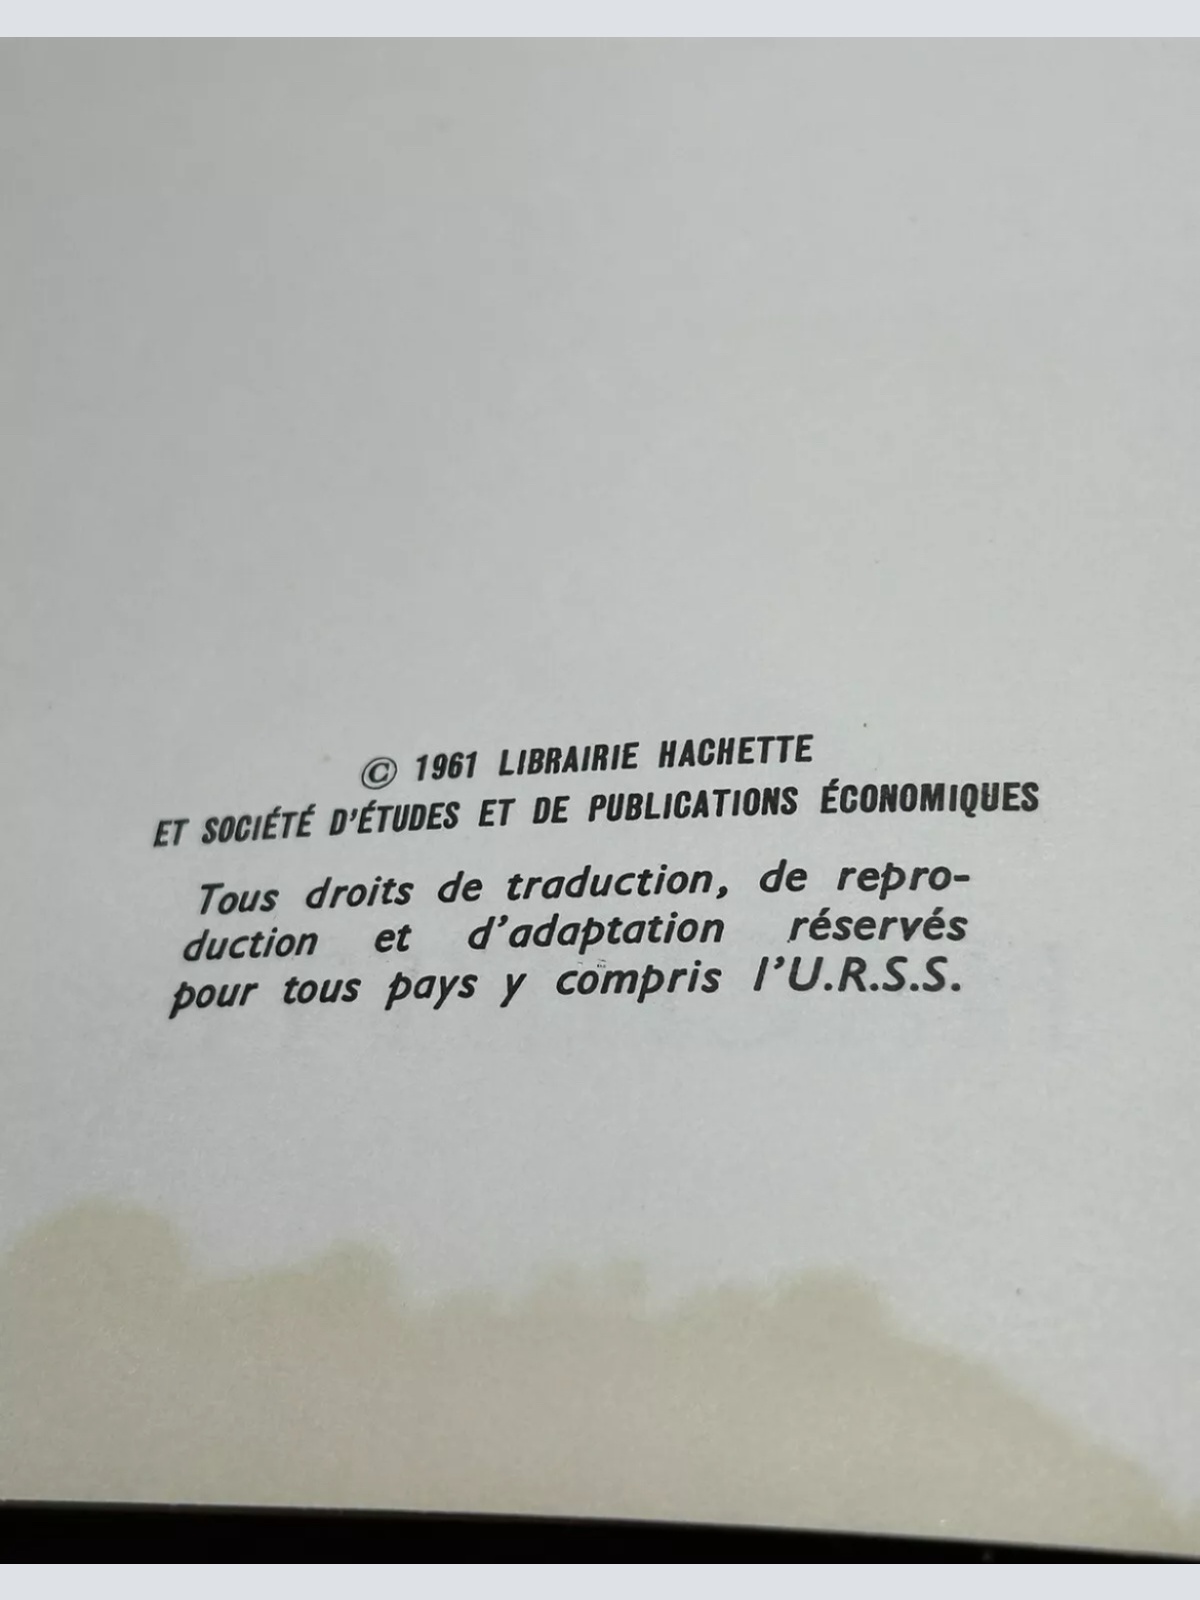 © 1961 LIBRAIRIE HACHETTE
ET SOCIÉTÉ D'ÉTUDES ET DE PUBLICATIONS ÉCONOMIQUES
Tous droits de traduction, de repro-
duction et d'adaptation réservés
pour tous pays y compris l'U.R.S.S.